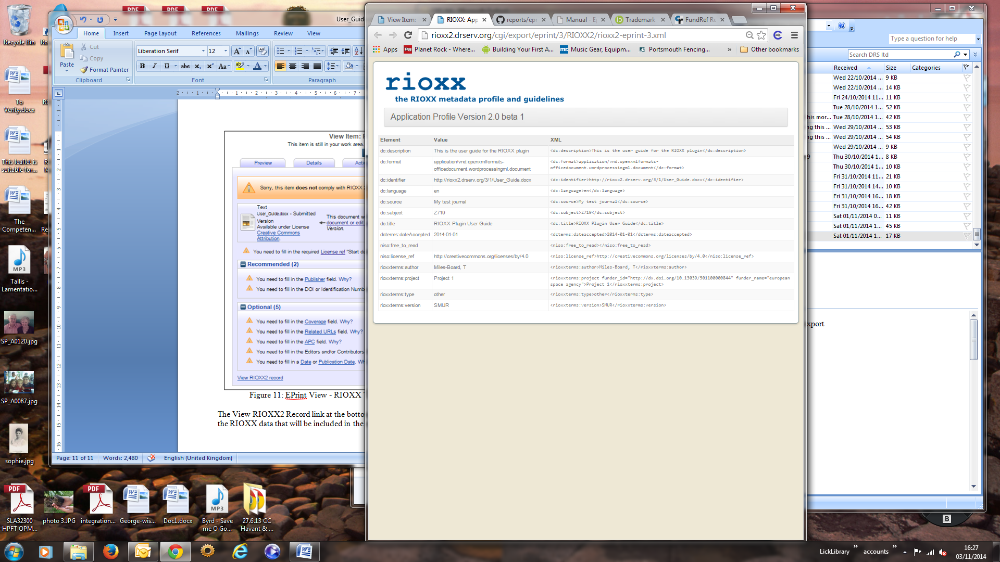 Recycle Bin
To
Verity.docx
This leaflet is
suitable for...
The
Competen...
Tallis -
Lamentatio...
SP_A0120.jpg
SP_A0087.jpg
sophie.jpg
User_Guid
Home Insert Page Layout References Mailings Review View
Paste
Cut
Copy
Format Painter
Clipboard
Liberation Serif 12
Font
Paragraph
View Item: R
This item is still in your work area.
Preview Details Acti
Sorry, this item does not comply with RIOXX
Text
User_Guide.docx - Submitted
Version
Available under License
Creative Commons
Attribution.
This document w
document or edit
Version.
You need to fill in the required License ref "Start da
Recommended (2)
You need to fill in the Publisher field. Why?
You need to fill in the DOI or Identification Numb
Optional (5)
You need to fill in the Coverage field. Why?
You need to fill in the Related URLs field. Why?
You need to fill in the APC field. Why?
You need to fill in the Editors and/or Contributors
You need to fill in a Date or Publication Date. Wh
View RIOXX2 record
Figure 11: EPrint View - RIOXX
The View RIOXX2 Record link at the botto
the RIOXX data that will be included in the
Page: 11 of 11 Words: 2,480 English (United Kingdom)
View Item: RIOXX: App reports/epr Manual - E Trademark FundRef Re
rioxx2.drserv.org/cgi/export/eprint/3/RIOXX2/rioxx2-eprint-3.xml
Apps Planet Rock - Where... Building Your First A... Music Gear, Equipm... Portsmouth Fencing... » Other bookmarks
rioxx
the RIOXX metadata profile and guidelines
Application Profile Version 2.0 beta 1
Element Value XML
dc:description This is the user guide for the RIOXX plugin <dc:description>This is the user guide for the RIOXX plugin</dc:description>
dc:format application/vnd.openxmlformats-officedocument.wordprocessingml.document <dc:format>application/vnd.openxmlformats-officedocument.wordprocessingml.document</dc:format>
dc:identifier http://rioxx2.drserv.org/3/1/User_Guide.docx <dc:identifier>http://rioxx2.drserv.org/3/1/User_Guide.docx</dc:identifier>
dc:language en <dc:language>en</dc:language>
dc:source My test journal <dc:source>My test journal</dc:source>
dc:subject Z719 <dc:subject>Z719</dc:subject>
dc:title RIOXX Plugin User Guide <dc:title>RIOXX Plugin User Guide</dc:title>
dcterms:dateAccepted 2014-01-01 <dcterms:dateaccepted>2014-01-01</dcterms:dateaccepted>
niso:free_to_read <niso:free_to_read></niso:free_to_read>
niso:license_ref http://creativecommons.org/licenses/by/4.0 <niso:license_ref>http://creativecommons.org/licenses/by/4.0</niso:license_ref>
rioxxterms:author Miles-Board, T <rioxxterms:author>Miles-Board, T</rioxxterms:author>
rioxxterms:project Project 1 <rioxxterms:project funder_id="http://dx.doi.org/10.13039/501100000844" funder_name="european space agency">Project 1</rioxxterms:project>
rioxxterms:type other <rioxxterms:type>other</rioxxterms:type>
rioxxterms:version SMUR <rioxxterms:version>SMUR</rioxxterms:version>
Type a question for help
Search DRS ltd
Received Size Categories
Wed 22/10/2014 ... 9 KB
Wed 22/10/2014 ... 14 KB
Fri 24/10/2014 11... 11 KB
Tue 28/10/2014 1... 52 KB
his mor... Tue 28/10/2014 1... 42 KB
ng this ... Wed 29/10/2014 ... 53 KB
ng this ... Wed 29/10/2014 ... 54 KB
Wed 29/10/2014 ... 9 KB
9 Thu 30/10/2014 1... 8 KB
Thu 30/10/2014 1... 10 KB
Fri 31/10/2014 11... 21 KB
Fri 31/10/2014 14... 10 KB
Fri 31/10/2014 16... 18 KB
Fri 31/10/2014 16... 42 KB
Sat 01/11/2014 0... 11 KB
Sat 01/11/2014 1... 45 KB
Sat 01/11/2014 1... 17 KB
export
SLA32300
HPFT OPM...
photo 3.JPG
integration...
George-wis...
Doc1.docx
Byrd - Save
me O Go...
27.6.13 CC
Havant & ...
B
LickLibrary » accounts »
16:27
03/11/2014